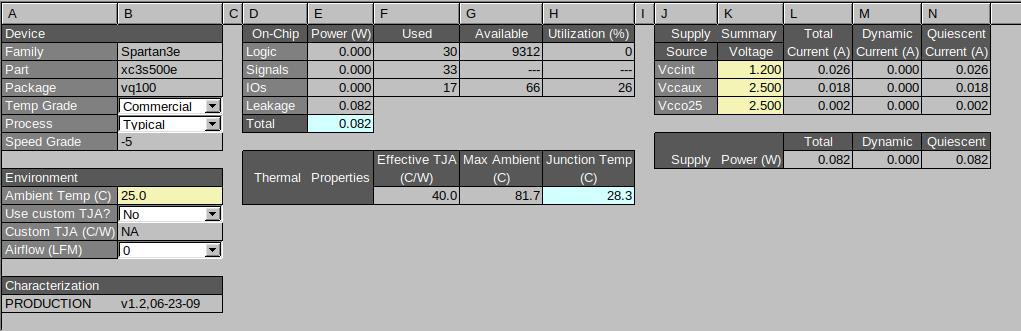 A B C D E F G H I J K L M N
Device On-Chip Power (W) Used Available Utilization (%) Supply Summary Total Dynamic Quiescent
Family Spartan3e Logic 0.000 30 9312 0 Source Voltage Current (A) Current (A) Current (A)
Part xc3s500e Signals 0.000 33 --- --- Vccint 1.200 0.026 0.000 0.026
Package vq100 IOs 0.000 17 66 26 Vccaux 2.500 0.018 0.000 0.018
Temp Grade Commercial Leakage 0.082 Vcco25 2.500 0.002 0.000 0.002
Process Typical Total 0.082
Speed Grade -5 Total Dynamic Quiescent
Effective TJA Max Ambient Junction Temp Supply Power (W) 0.082 0.000 0.082
Environment Thermal Properties (C/W) (C) (C)
Ambient Temp (C) 25.0 40.0 81.7 28.3
Use custom TJA? No
Custom TJA (C/W) NA
Airflow (LFM) 0
Characterization
PRODUCTION v1.2,06-23-09